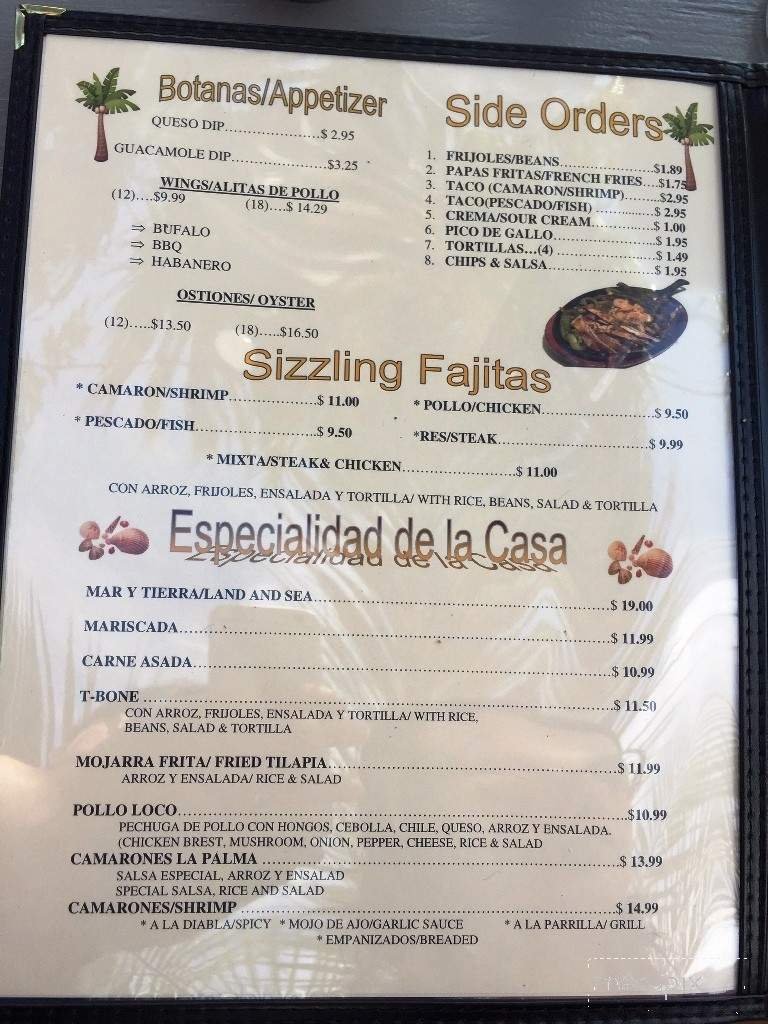 Botanas/Appetizer
QUESO DIP.....................$ 2.95
GUACAMOLE DIP.....................$3.25
WINGS/ALITAS DE POLLO
(12)....$9.99 (18)....$ 14.29
⇒ BUFALO
⇒ BBQ
⇒ HABANERO
OSTIONES/ OYSTER
(12).....$13.50 (18).....$16.50
Side Orders
1. FRIJOLES/BEANS.....................$1.89
2. PAPAS FRITAS/FRENCH FRIES....$1.75
3. TACO (CAMARON/SHRIMP)........$2.95
4. TACO(PESCADO/FISH) .............$ 2.95
5. CREMA/SOUR CREAM..............$ 1.00
6. PICO DE GALLO.......................$ 1.95
7. TORTILLAS...(4) ......................$ 1.49
8. CHIPS & SALSA.......................$ 1.95
Sizzling Fajitas
* CAMARON/SHRIMP....................$ 11.00 * POLLO/CHICKEN.........................$ 9.50
* PESCADO/FISH...........................$ 9.50 *RES/STEAK..................................$ 9.99
* MIXTA/STEAK& CHICKEN.........................$ 11.00
CON ARROZ, FRIJOLES, ENSALADA Y TORTILLA/ WITH RICE, BEANS, SALAD & TORTILLA
Especialidad de la Casa
MAR Y TIERRA/LAND AND SEA..................................................................$ 19.00
MARISCADA.................................................................................................$ 11.99
CARNE ASADA..............................................................................................$ 10.99
T-BONE .........................................................................................................$ 11.50
CON ARROZ, FRIJOLES, ENSALADA Y TORTILLA/ WITH RICE,
BEANS, SALAD & TORTILLA
MOJARRA FRITA/ FRIED TILAPIA................................................................$ 11.99
ARROZ Y ENSALADA/ RICE & SALAD
POLLO LOCO....................................................................................................$10.99
PECHUGA DE POLLO CON HONGOS, CEBOLLA, CHILE, QUESO, ARROZ Y ENSALADA.
(CHICKEN BREST, MUSHROOM, ONION, PEPPER, CHEESE, RICE & SALAD
CAMARONES LA PALMA ................................................................................$ 13.99
SALSA ESPECIAL, ARROZ Y ENSALAD
SPECIAL SALSA, RICE AND SALAD
CAMARONES/SHRIMP ...................................................................................$ 14.99
* A LA DIABLA/SPICY * MOJO DE AJO/GARLIC SAUCE * A LA PARRILLA/ GRILL
* EMPANIZADOS/BREADED